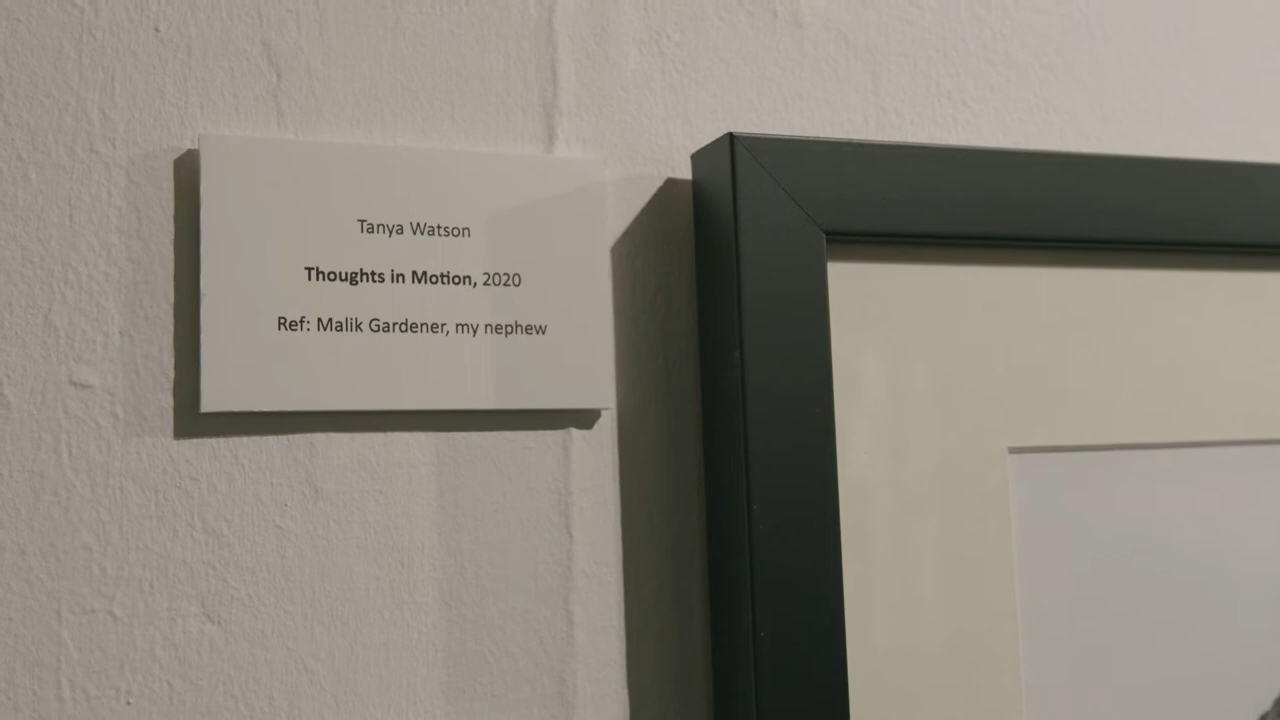 Tanya Watson
Thoughts in Motion, 2020
Ref: Malik Gardener, my nephew